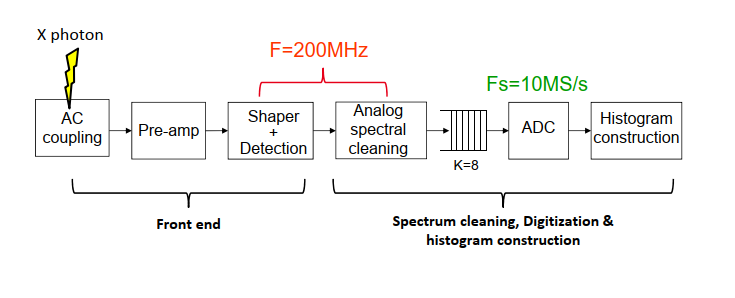 X photon
F=200MHz
Fs=10MS/s
AC
coupling
Pre-amp
Shaper
+
Detection
Analog
spectral
cleaning
K=8
ADC
Histogram
construction
Front end
Spectrum cleaning, Digitization &
histogram construction